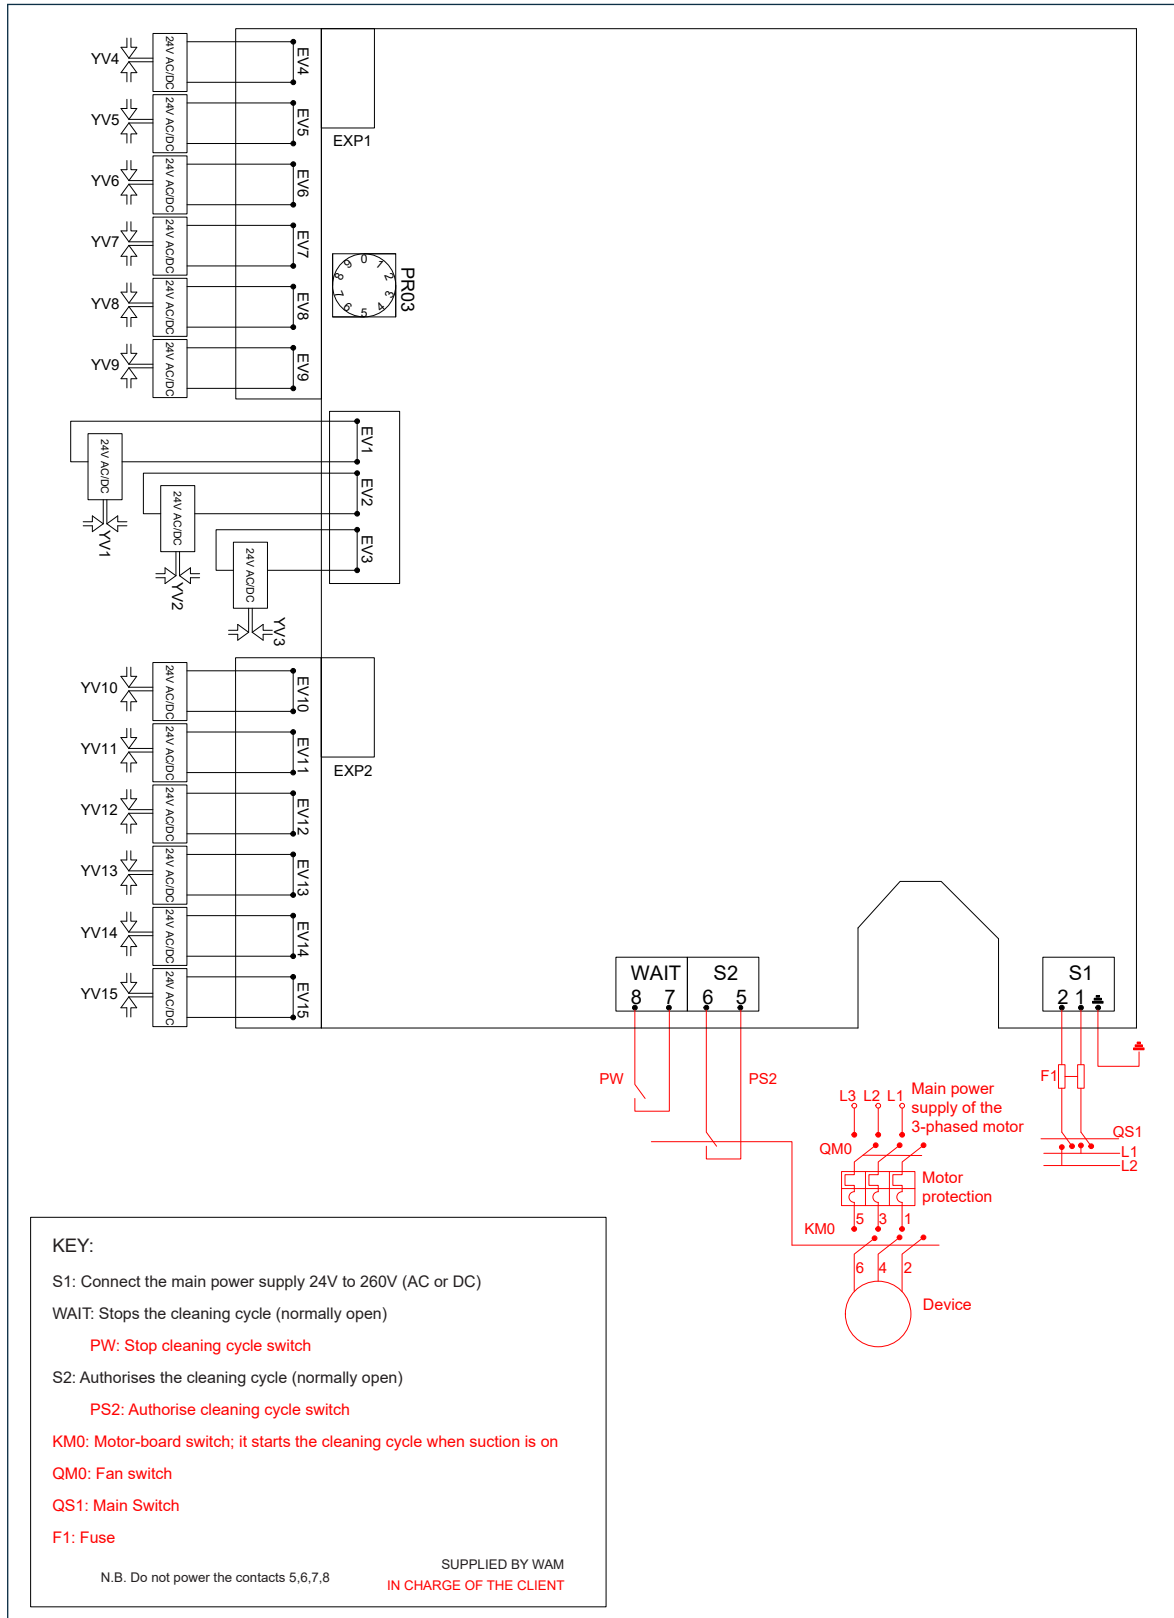 YV4
24V AC/DC
EV4
YV5
24V AC/DC
EV5
EXP1
YV6
24V AC/DC
EV6
YV7
24V AC/DC
EV7
0
1
2
3
4
5
6
7
8
9
PR03
YV8
24V AC/DC
EV8
YV9
24V AC/DC
EV9
EV1
24V AC/DC
YV1
EV2
24V AC/DC
YV2
EV3
24V AC/DC
YV3
YV10
24V AC/DC
EV10
YV11
24V AC/DC
EV11
EXP2
YV12
24V AC/DC
EV12
YV13
24V AC/DC
EV13
YV14
24V AC/DC
EV14
YV15
24V AC/DC
EV15
WAIT
8 7
S2
6 5
S1
2 1
PW
PS2
F1
QS1
L1
L2
L3 L2 L1
Main power
supply of the
3-phased motor
QM0
Motor
protection
KM0
5 3 1
6 4 2
Device
KEY:
S1: Connect the main power supply 24V to 260V (AC or DC)
WAIT: Stops the cleaning cycle (normally open)
PW: Stop cleaning cycle switch
S2: Authorises the cleaning cycle (normally open)
PS2: Authorise cleaning cycle switch
KM0: Motor-board switch; it starts the cleaning cycle when suction is on
QM0: Fan switch
QS1: Main Switch
F1: Fuse
N.B. Do not power the contacts 5,6,7,8
SUPPLIED BY WAM
IN CHARGE OF THE CLIENT